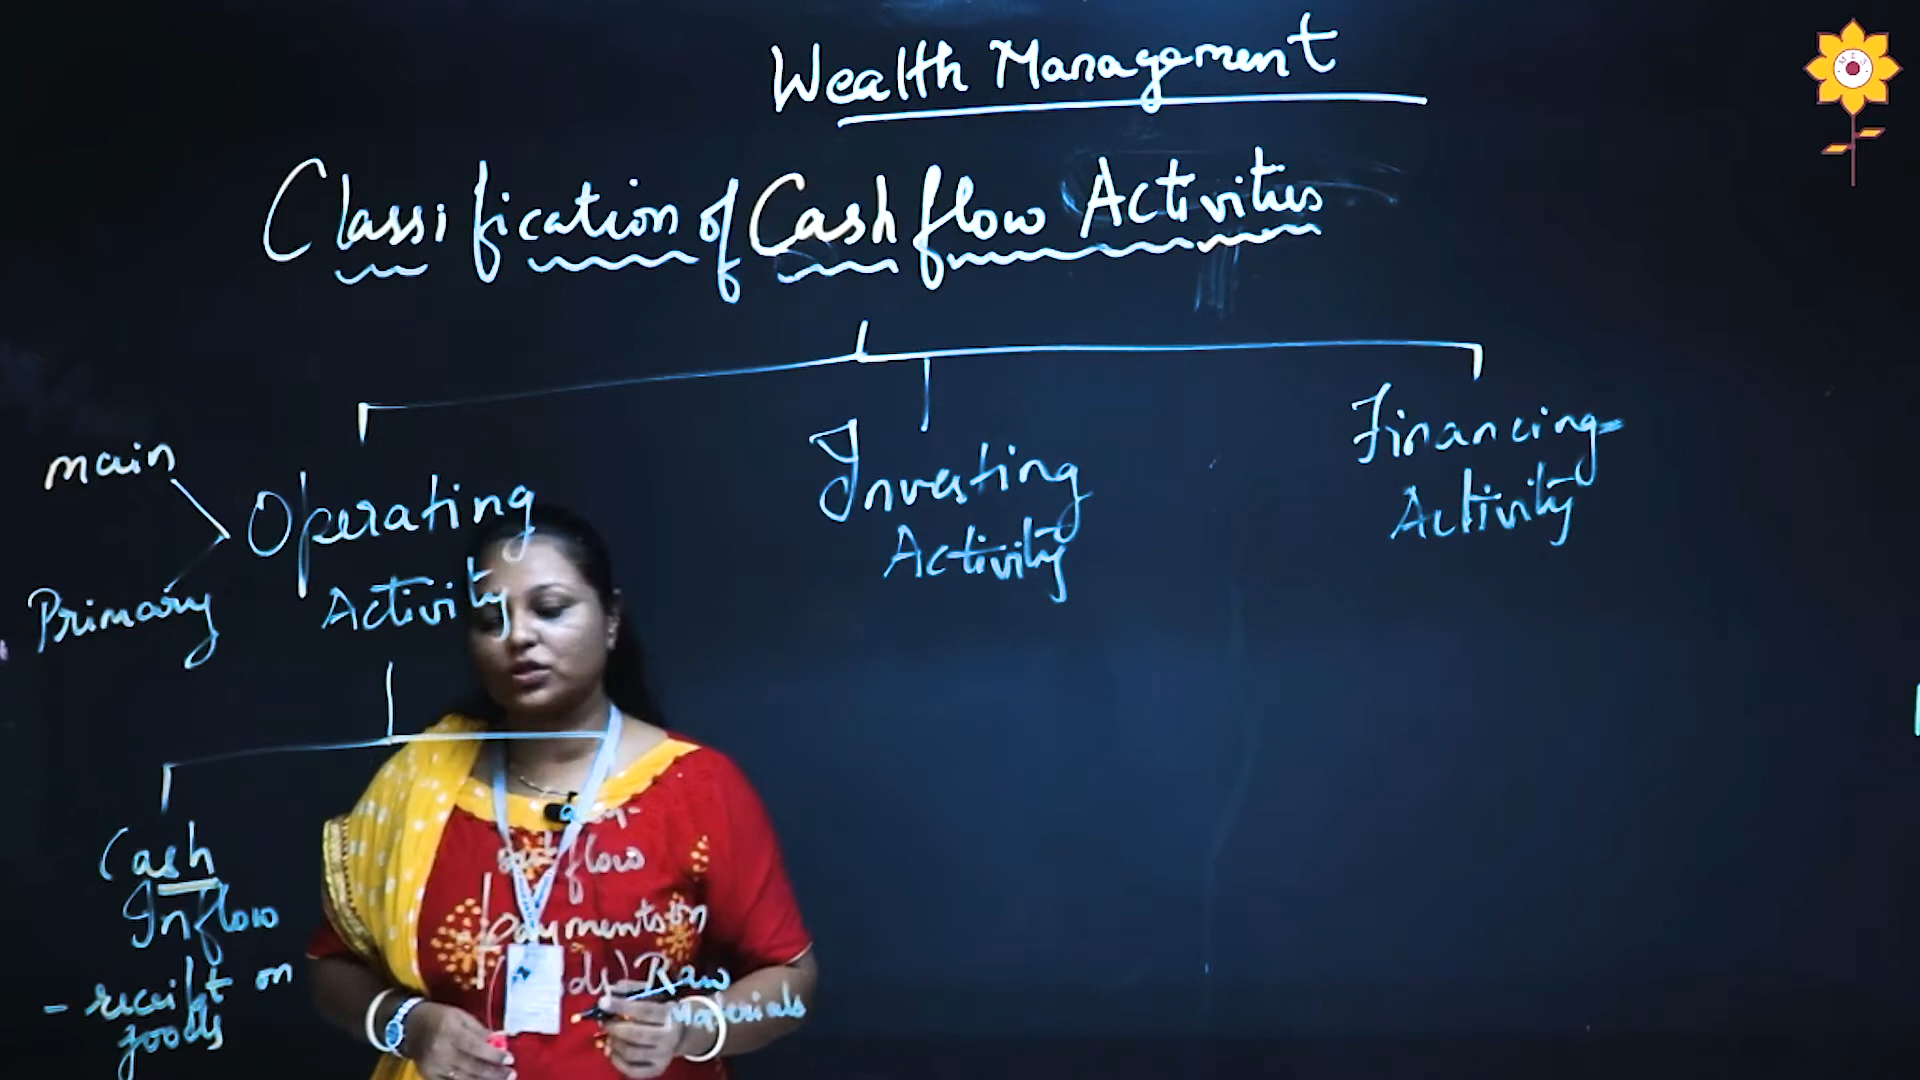 Wealth Management
Classification of Cash flow Activities
main
Primary
Operating
Activity
Investing
Activity
Financing
Activity
Cash
Inflow
- receipt on
goods
outflow
payments on
Raw
Materials